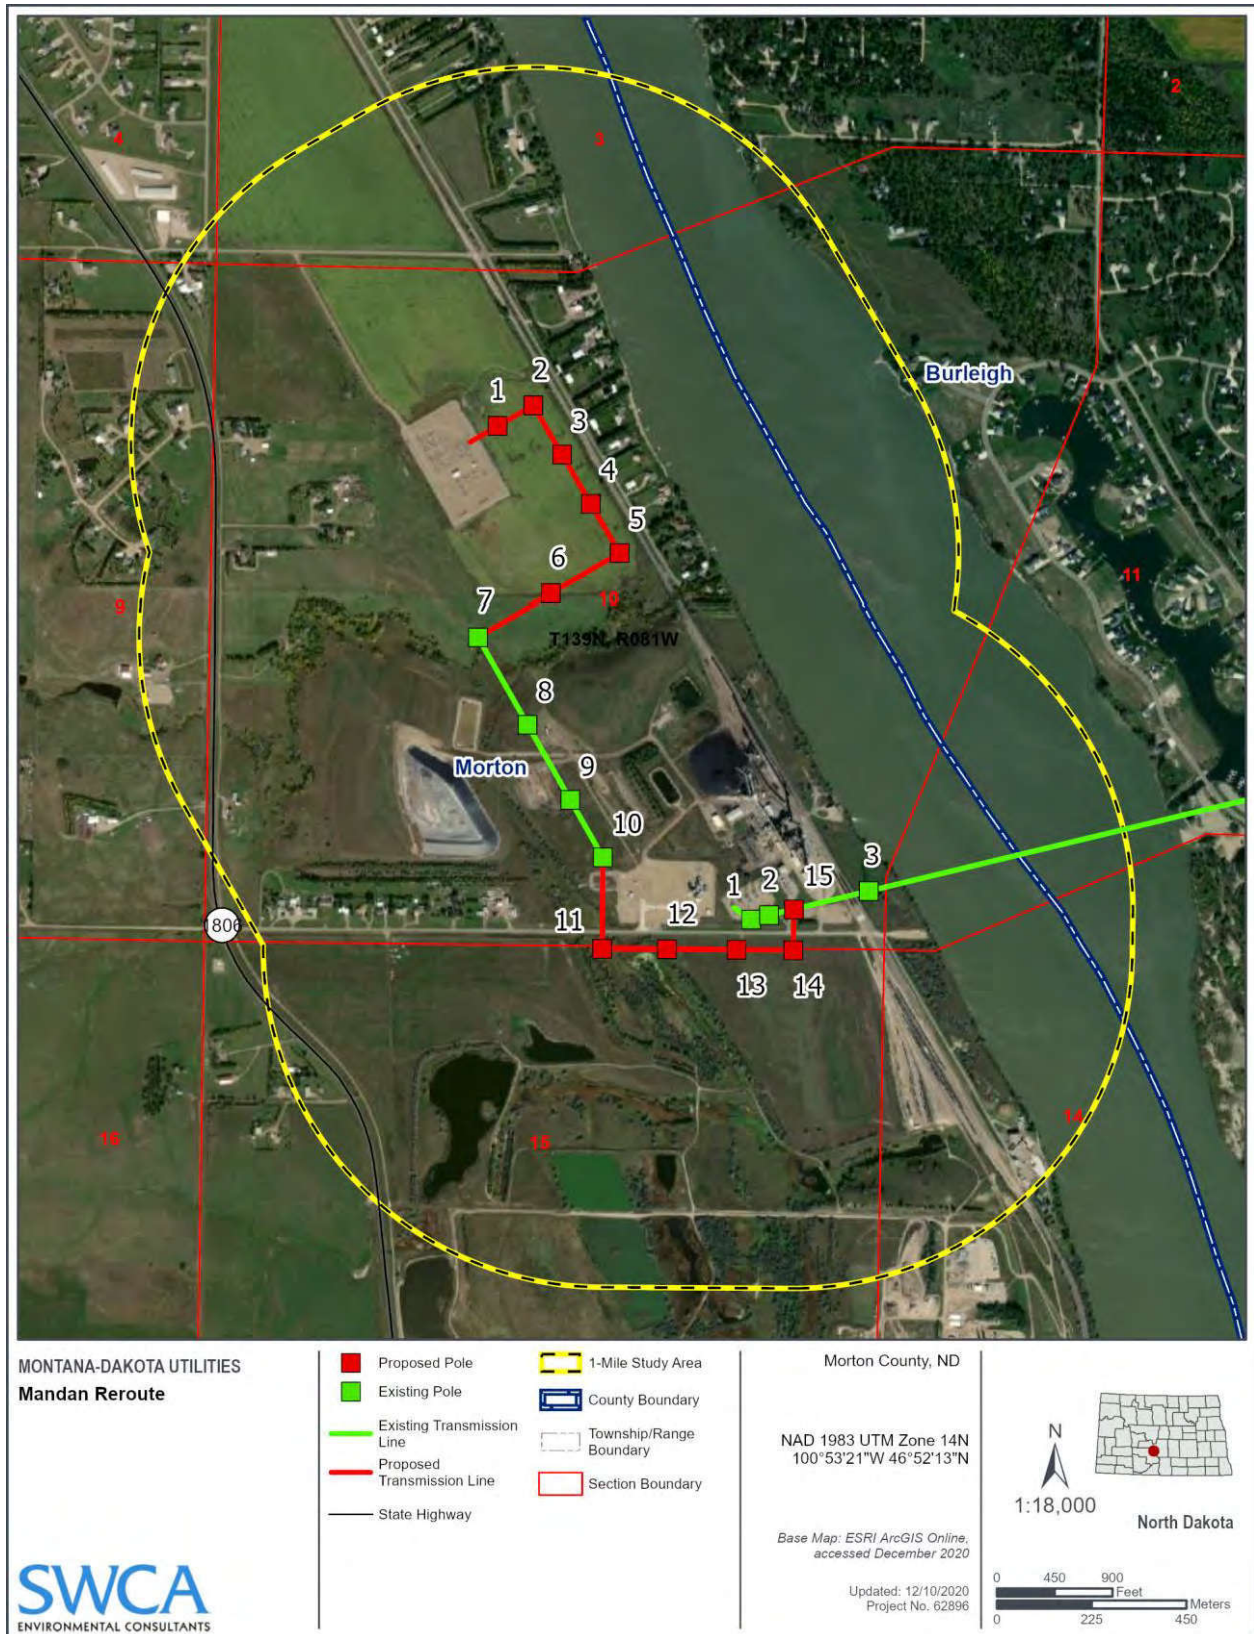 2
4
3
Burleigh
2
1
3
4
5
6
11
9
10
7
T139N, R081W
8
Morton
9
10
3
1
2
15
806
11
12
13
14
14
16
15
MONTANA-DAKOTA UTILITIES
Mandan Reroute
SWCA
ENVIRONMENTAL CONSULTANTS
Proposed Pole
Existing Pole
Existing Transmission
Line
Proposed
Transmission Line
State Highway
1-Mile Study Area
County Boundary
Township/Range
Boundary
Section Boundary
Morton County, ND
NAD 1983 UTM Zone 14N
100°53'21"W 46°52'13"N
Base Map: ESRI ArcGIS Online,
accessed December 2020
Updated: 12/10/2020
Project No. 62896
N
1:18,000
North Dakota
0 450 900
Feet
Meters
0 225 450